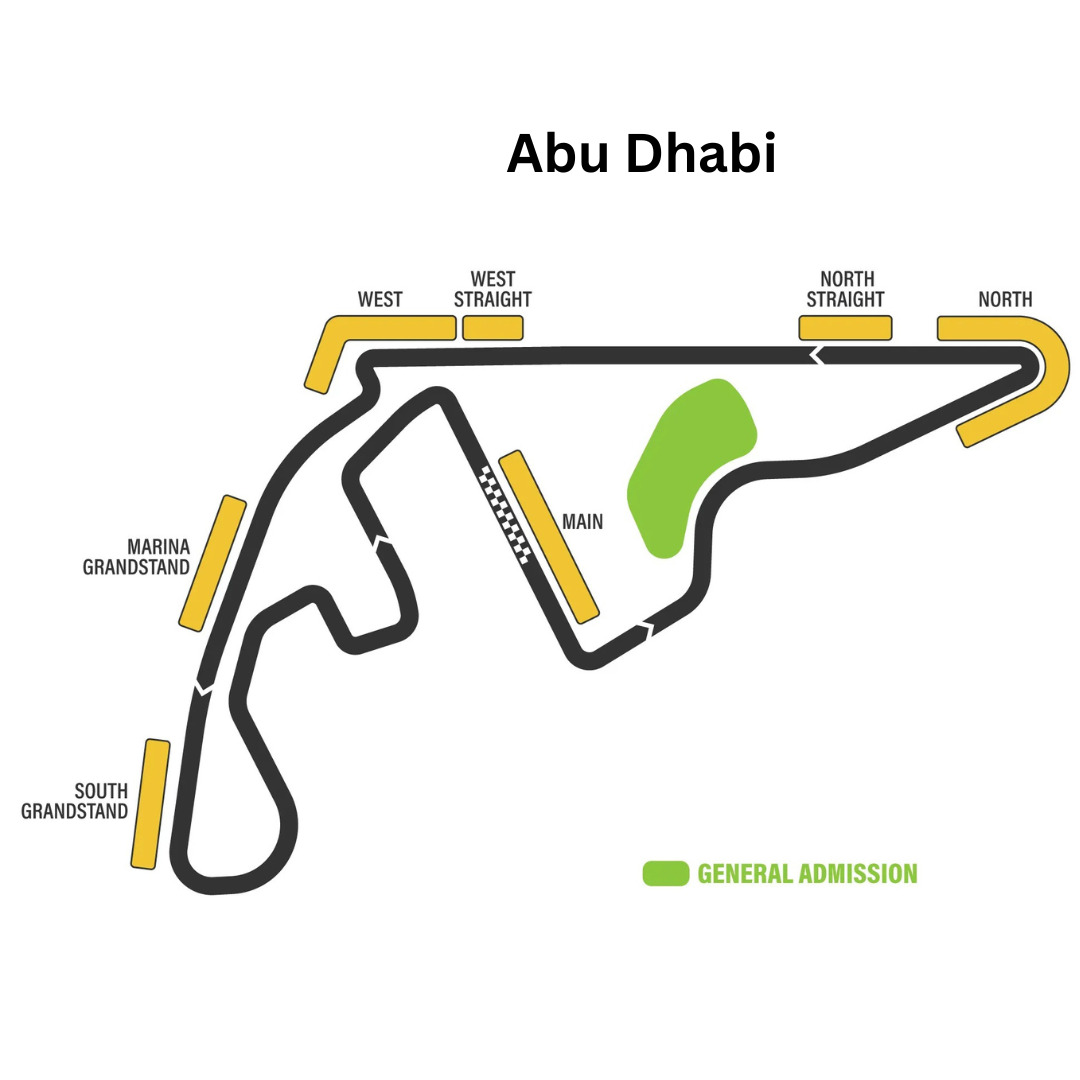 Abu Dhabi
WEST
WEST
STRAIGHT
NORTH
STRAIGHT
NORTH
MAIN
MARINA
GRANDSTAND
SOUTH
GRANDSTAND
GENERAL ADMISSION